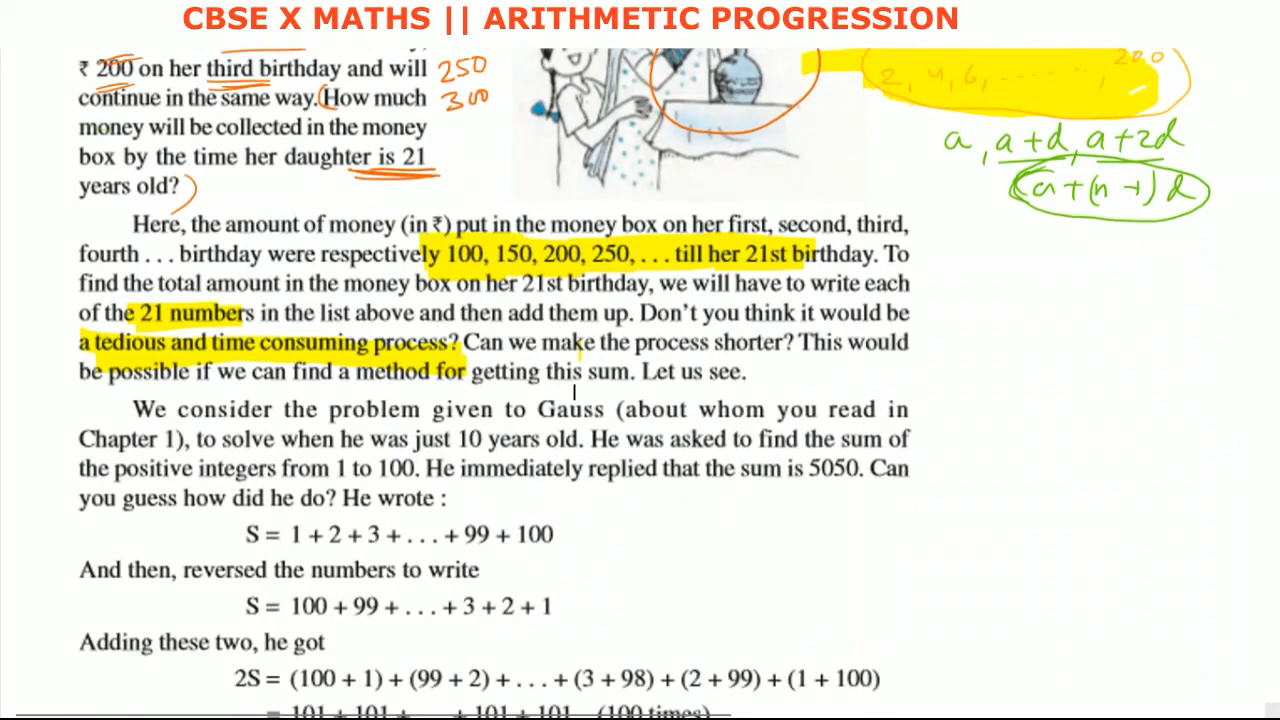 CBSE X MATHS || ARITHMETIC PROGRESSION
₹ 200 on her third birthday and will
250
continue in the same way. How much
300
money will be collected in the money
box by the time her daughter is 21
years old?
2, 4, 6, ......., 200
a, a+d, a+2d
a+(n-1)d
Here, the amount of money (in ₹) put in the money box on her first, second, third,
fourth . . . birthday were respectively 100, 150, 200, 250, . . . till her 21st birthday. To
find the total amount in the money box on her 21st birthday, we will have to write each
of the 21 numbers in the list above and then add them up. Don't you think it would be
a tedious and time consuming process? Can we make the process shorter? This would
be possible if we can find a method for getting this sum. Let us see.
We consider the problem given to Gauss (about whom you read in
Chapter 1), to solve when he was just 10 years old. He was asked to find the sum of
the positive integers from 1 to 100. He immediately replied that the sum is 5050. Can
you guess how did he do? He wrote :
S = 1 + 2 + 3 + . . . + 99 + 100
And then, reversed the numbers to write
S = 100 + 99 + . . . + 3 + 2 + 1
Adding these two, he got
2S = (100 + 1) + (99 + 2) + . . . + (3 + 98) + (2 + 99) + (1 + 100)
= 101 + 101 + . . . + 101 + 101 (100 times)